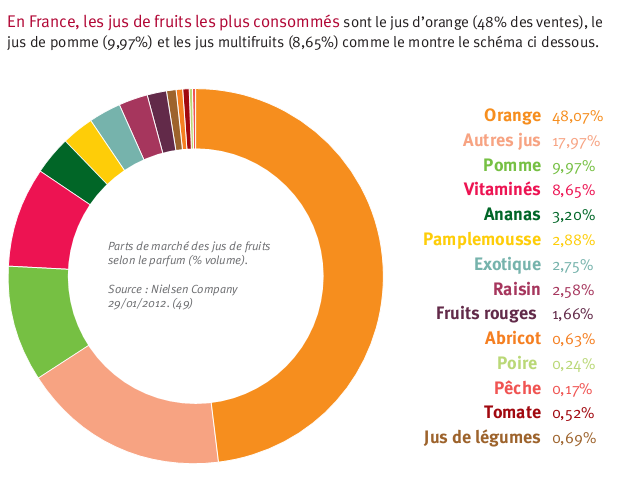 En France, les jus de fruits les plus consommés sont le jus d'orange (48% des ventes), le
jus de pomme (9,97%) et les jus multifruits (8,65%) comme le montre le schéma ci dessous.
Parts de marché des jus de fruits
selon le parfum (% volume).
Source : Nielsen Company
29/01/2012. (49)
Orange 48,07%
Autres jus 17,97%
Pomme 9,97%
Vitaminés 8,65%
Ananas 3,20%
Pamplemousse 2,88%
Exotique 2,75%
Raisin 2,58%
Fruits rouges 1,66%
Abricot 0,63%
Poire 0,24%
Pêche 0,17%
Tomate 0,52%
Jus de légumes 0,69%